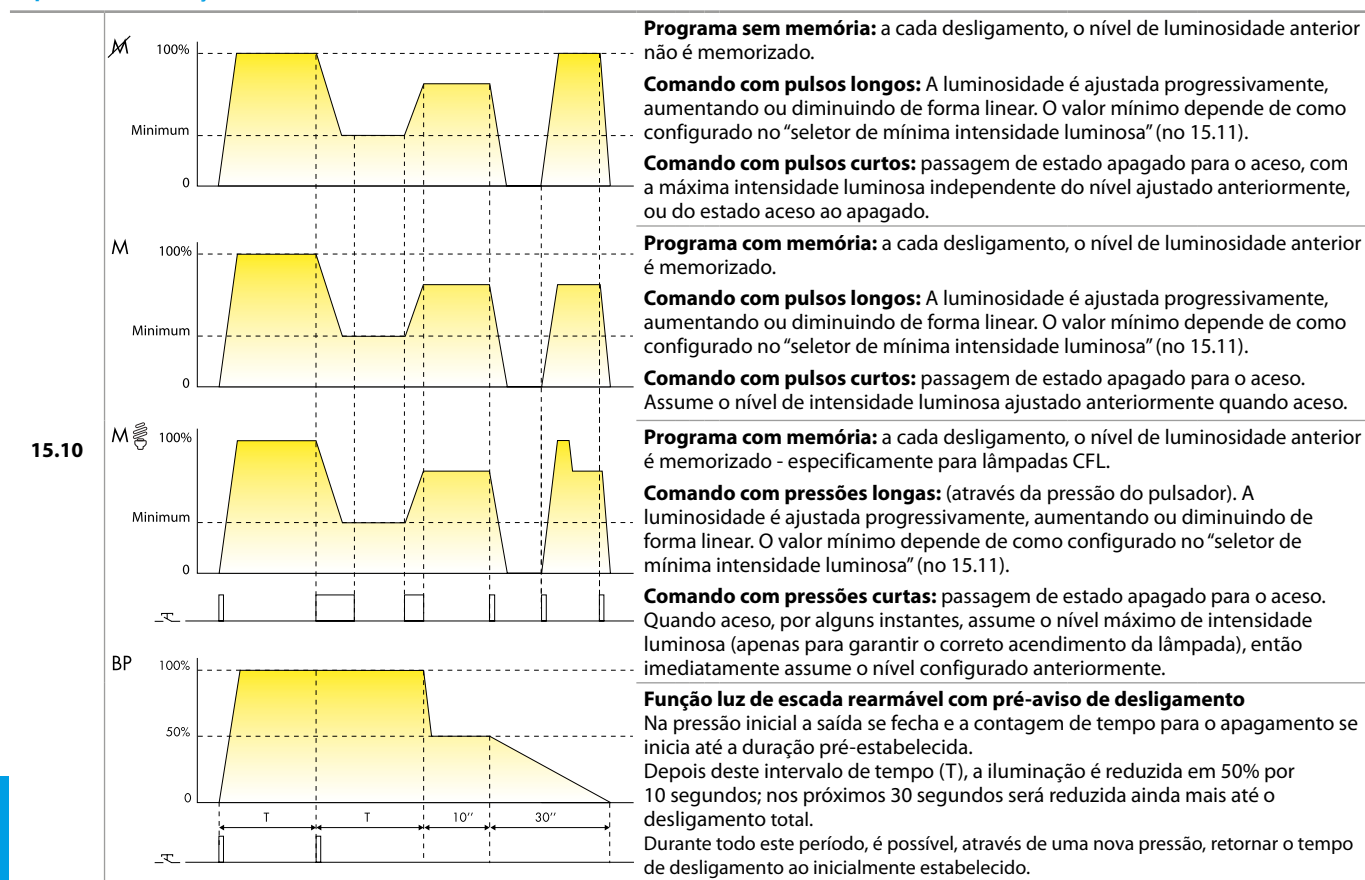 15.10
M
100%
Minimum
0
Programa sem memória: a cada desligamento, o nível de luminosidade anterior
não é memorizado.
Comando com pulsos longos: A luminosidade é ajustada progressivamente,
aumentando ou diminuindo de forma linear. O valor mínimo depende de como
configurado no “seletor de mínima intensidade luminosa” (no 15.11).
Comando com pulsos curtos: passagem de estado apagado para o aceso, com
a máxima intensidade luminosa independente do nível ajustado anteriormente,
ou do estado aceso ao apagado.
M
100%
Minimum
0
Programa com memória: a cada desligamento, o nível de luminosidade anterior
é memorizado.
Comando com pulsos longos: A luminosidade é ajustada progressivamente,
aumentando ou diminuindo de forma linear. O valor mínimo depende de como
configurado no “seletor de mínima intensidade luminosa” (no 15.11).
Comando com pulsos curtos: passagem de estado apagado para o aceso.
Assume o nível de intensidade luminosa ajustado anteriormente quando aceso.
M
100%
Minimum
0
Programa com memória: a cada desligamento, o nível de luminosidade anterior
é memorizado - especificamente para lâmpadas CFL.
Comando com pressões longas: (através da pressão do pulsador). A
luminosidade é ajustada progressivamente, aumentando ou diminuindo de
forma linear. O valor mínimo depende de como configurado no “seletor de
mínima intensidade luminosa” (no 15.11).
Comando com pressões curtas: passagem de estado apagado para o aceso.
Quando aceso, por alguns instantes, assume o nível máximo de intensidade
luminosa (apenas para garantir o correto acendimento da lâmpada), então
imediatamente assume o nível configurado anteriormente.
BP
100%
50%
0
T T 10’’ 30’’
Função luz de escada rearmável com pré-aviso de desligamento
Na pressão inicial a saída se fecha e a contagem de tempo para o apagamento se
inicia até a duração pré-estabelecida.
Depois deste intervalo de tempo (T), a iluminação é reduzida em 50% por
10 segundos; nos próximos 30 segundos será reduzida ainda mais até o
desligamento total.
Durante todo este período, é possível, através de uma nova pressão, retornar o tempo
de desligamento ao inicialmente estabelecido.